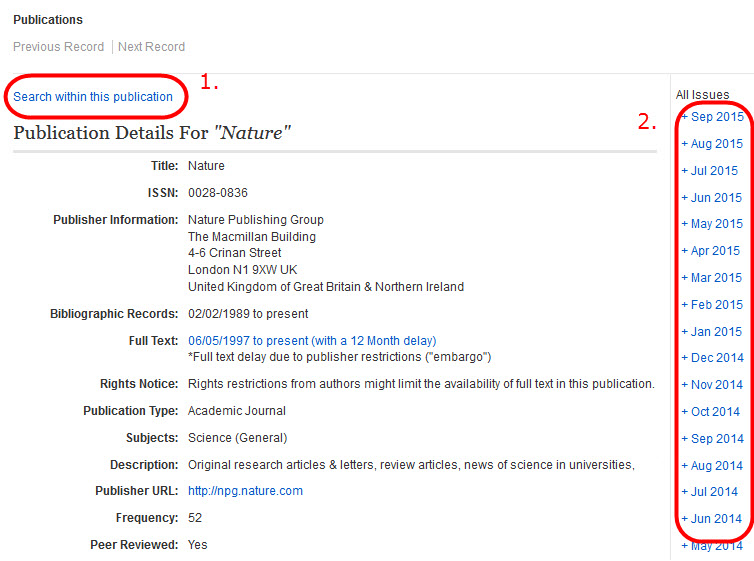 Publications
Previous Record | Next Record
1.
Search within this publication
Publication Details For "Nature"
Title: Nature
ISSN: 0028-0836
Publisher Information: Nature Publishing Group
The Macmillan Building
4-6 Crinan Street
London N1 9XW UK
United Kingdom of Great Britain & Northern Ireland
Bibliographic Records: 02/02/1989 to present
Full Text: 06/05/1997 to present (with a 12 Month delay)
*Full text delay due to publisher restrictions ("embargo")
Rights Notice: Rights restrictions from authors might limit the availability of full text in this publication.
Publication Type: Academic Journal
Subjects: Science (General)
Description: Original research articles & letters, review articles, news of science in universities,
Publisher URL: http://npg.nature.com
Frequency: 52
Peer Reviewed: Yes
2.
All Issues
+ Sep 2015
+ Aug 2015
+ Jul 2015
+ Jun 2015
+ May 2015
+ Apr 2015
+ Mar 2015
+ Feb 2015
+ Jan 2015
+ Dec 2014
+ Nov 2014
+ Oct 2014
+ Sep 2014
+ Aug 2014
+ Jul 2014
+ Jun 2014
+ May 2014